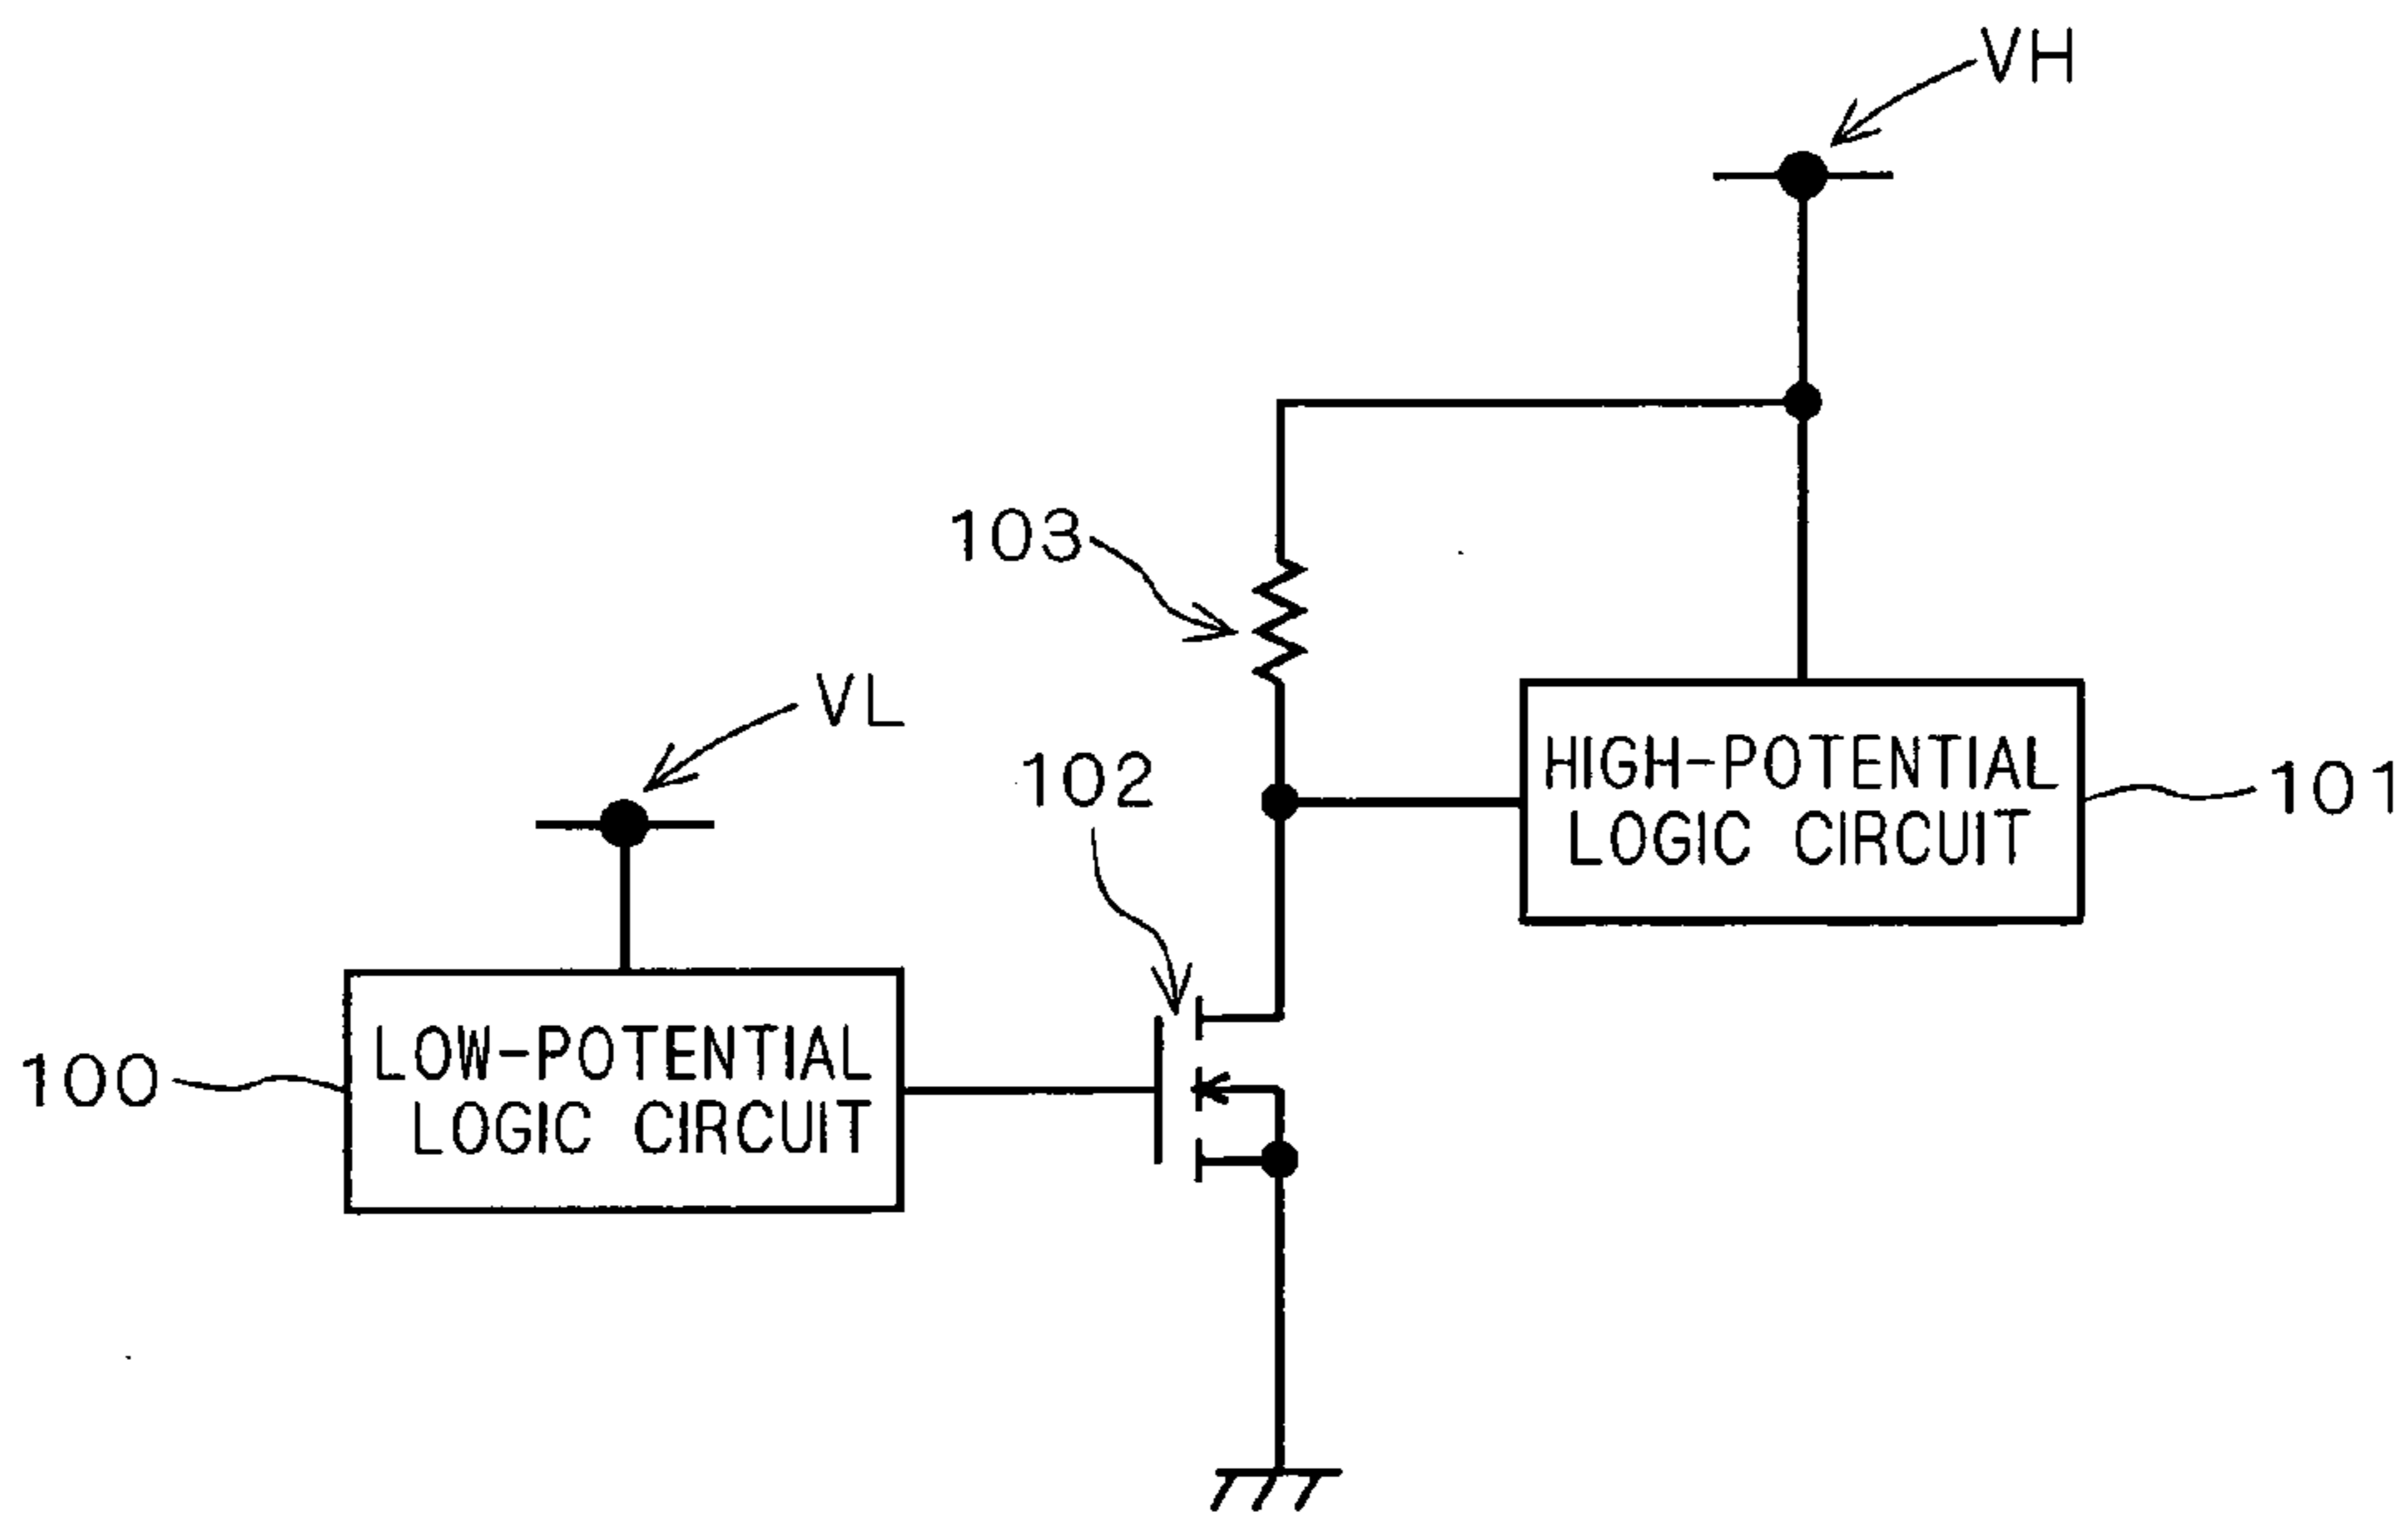 VH
103
VL
102
HIGH-POTENTIAL
LOGIC CIRCUIT
101
LOW-POTENTIAL
LOGIC CIRCUIT
100